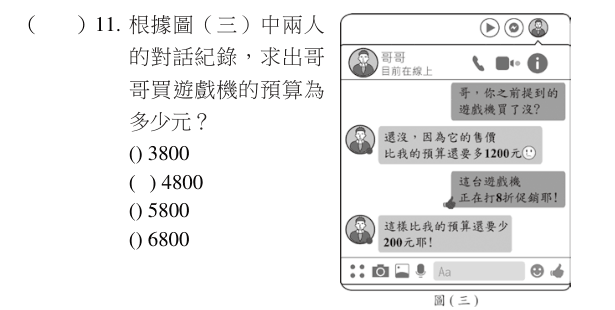 (　　) 11. 根據圖（三）中兩人
的對話紀錄，求出哥
哥買遊戲機的預算為
多少元？
() 3800
(  ) 4800
() 5800
() 6800
哥哥
目前在線上
哥，你之前提到的
遊戲機買了沒?
還沒，因為它的售價
比我的預算還要多1200元
這台遊戲機
正在打8折促銷耶!
這樣比我的預算還要少
200元耶!
Aa
圖(三)